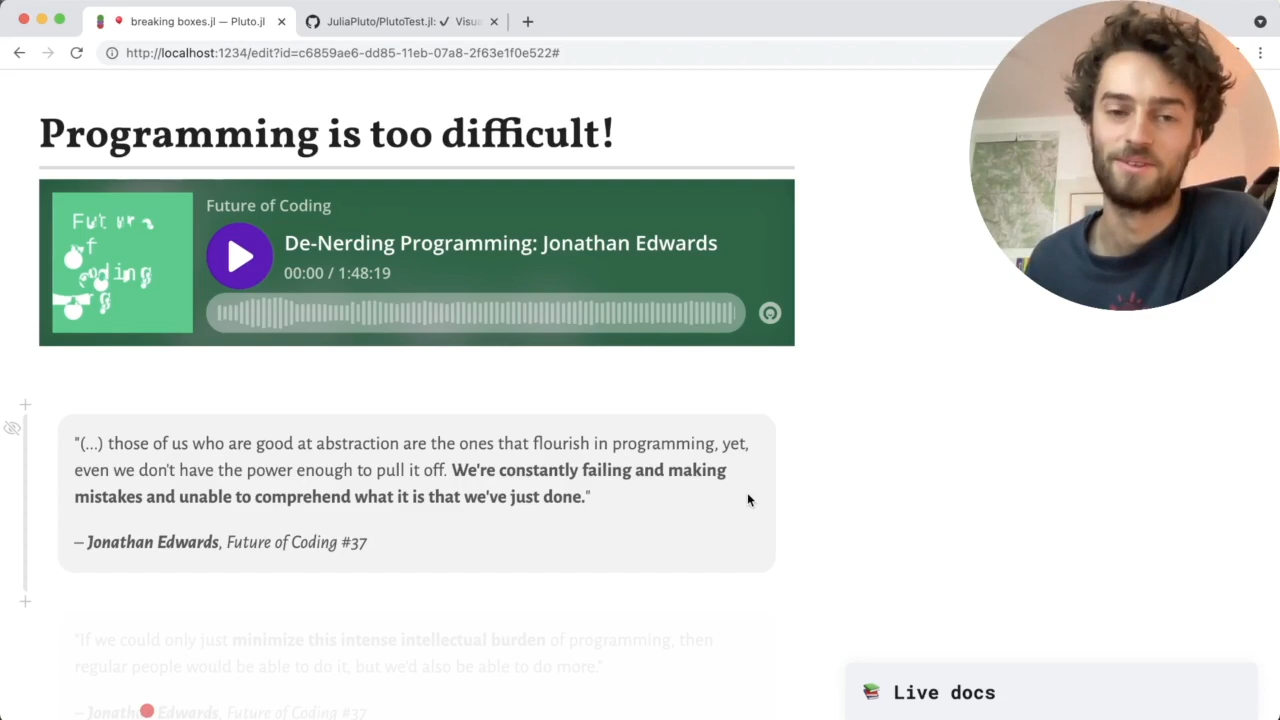 breaking boxes.jl — Pluto.jl
JuliaPluto/PlutoTest.jl: ✓ Visu
http://localhost:1234/edit?id=c6859ae6-dd85-11eb-07a8-2f63e1f0e522#
Programming is too difficult!
Future of Coding
De-Nerding Programming: Jonathan Edwards
00:00 / 1:48:19
"(...) those of us who are good at abstraction are the ones that flourish in programming, yet,
even we don't have the power enough to pull it off. We're constantly failing and making
mistakes and unable to comprehend what it is that we've just done."
– Jonathan Edwards, Future of Coding #37
"If we could only just minimize this intense intellectual burden of programming, then
regular people would be able to do it, but we'd also be able to do more."
– Jonathan Edwards, Future of Coding #37
Live docs